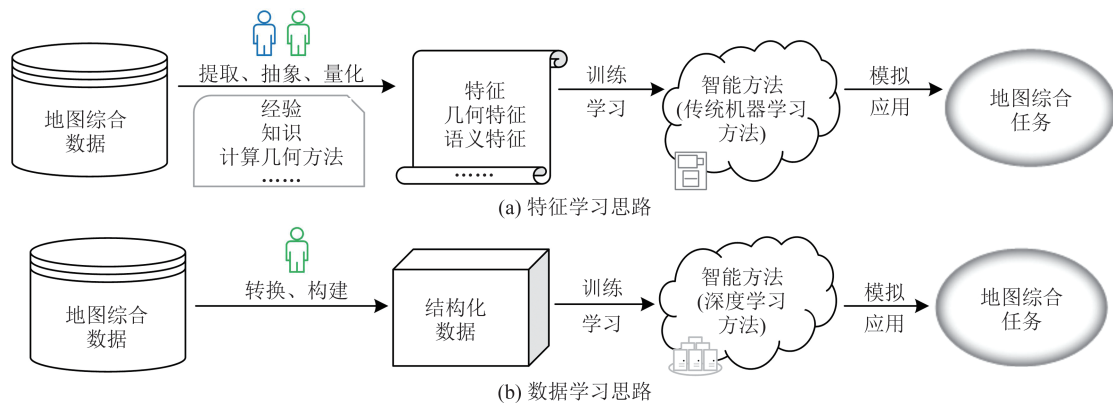 地图综合
数据
提取、抽象、量化
经验
知识
计算几何方法
……
特征
几何特征
语义特征
……
训练
学习
智能方法
(传统机器学习
方法)
模拟
应用
地图综合
任务
(a) 特征学习思路
地图综合
数据
转换、构建
结构化
数据
训练
学习
智能方法
(深度学习
方法)
模拟
应用
地图综合
任务
(b) 数据学习思路